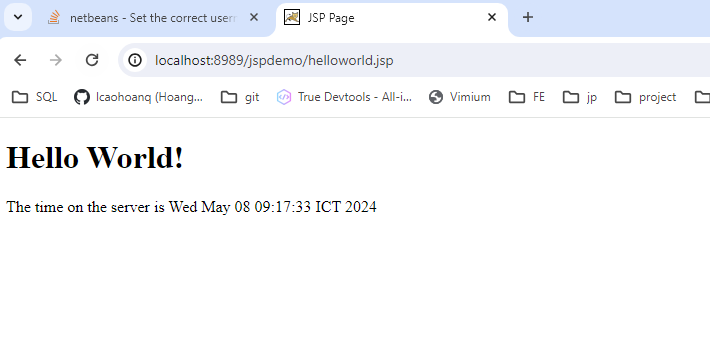 netbeans - Set the correct usern
JSP Page
localhost:8989/jspdemo/helloworld.jsp
SQL
lcaohoanq (Hoang...
git
True Devtools - All-i...
Vimium
FE
jp
project
Hello World!
The time on the server is Wed May 08 09:17:33 ICT 2024